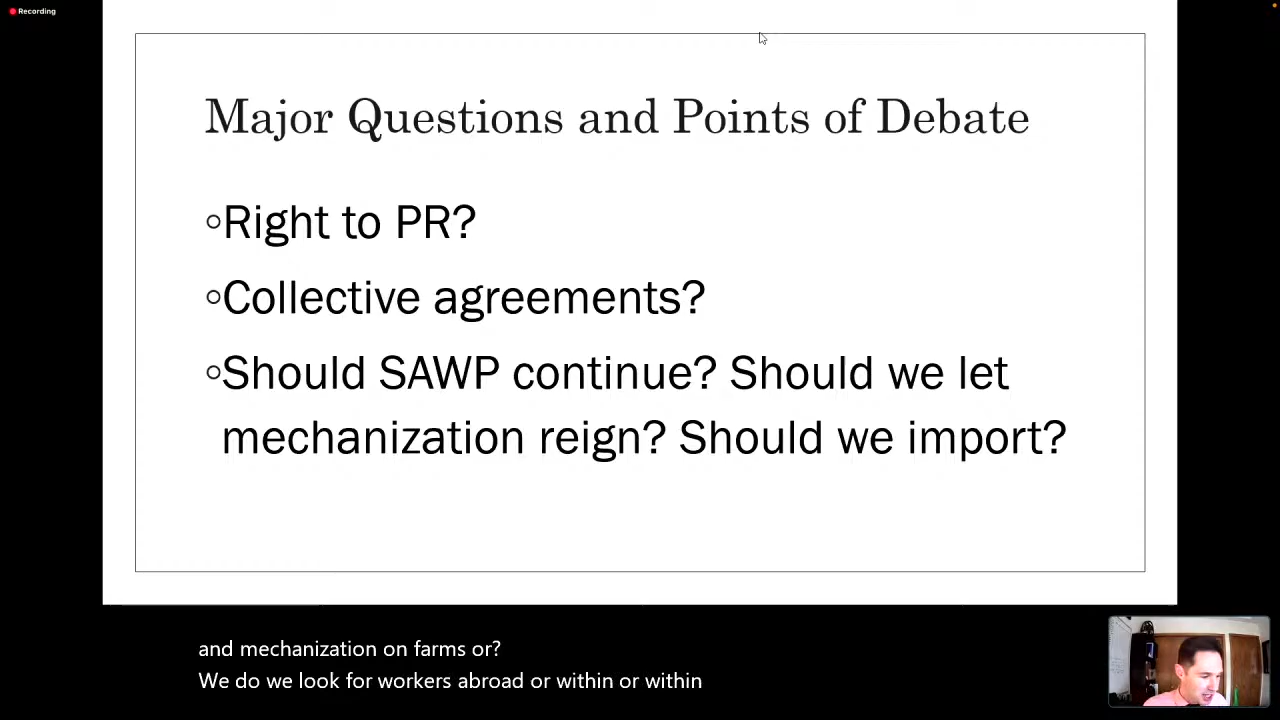 Recording
Major Questions and Points of Debate
Right to PR?
Collective agreements?
Should SAWP continue? Should we let
mechanization reign? Should we import?
and mechanization on farms or?
We do we look for workers abroad or within or within